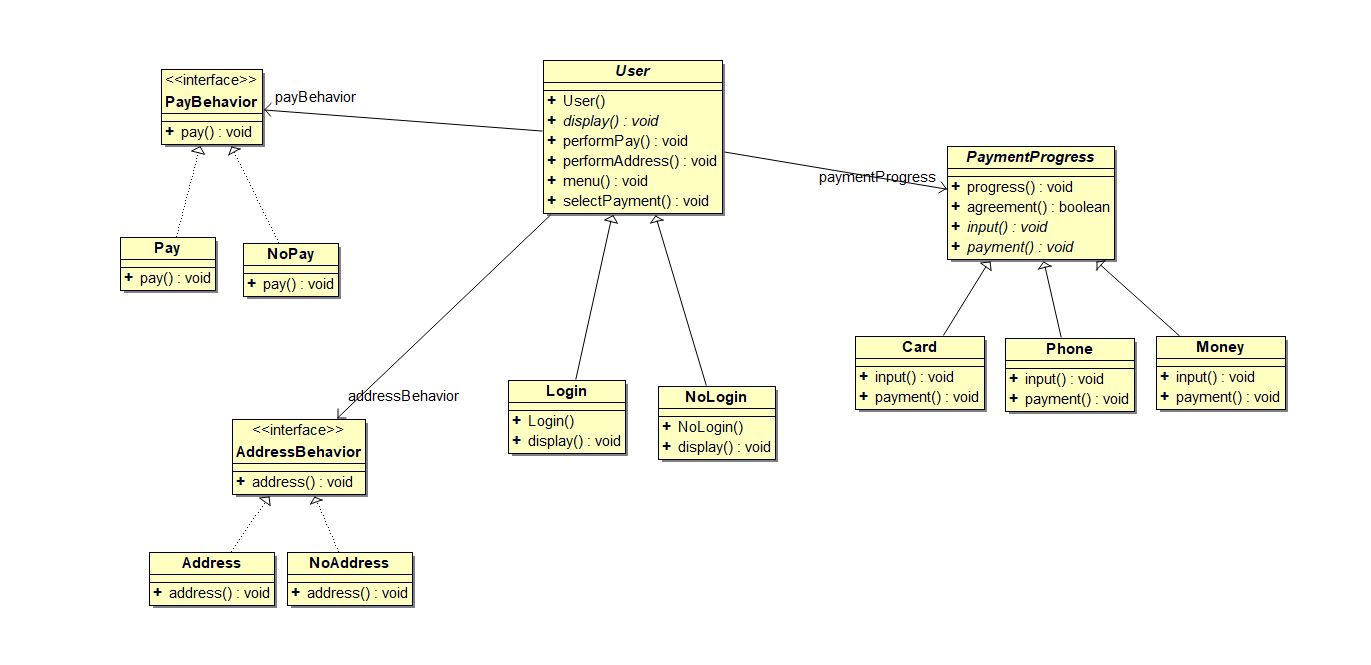 <<interface>>
PayBehavior
+ pay() : void
payBehavior
Pay
+ pay() : void
NoPay
+ pay() : void
User
+ User()
+ display() : void
+ performPay() : void
+ performAddress() : void
+ menu() : void
+ selectPayment() : void
paymentProgress
PaymentProgress
+ progress() : void
+ agreement() : boolean
+ input() : void
+ payment() : void
Card
+ input() : void
+ payment() : void
Phone
+ input() : void
+ payment() : void
Money
+ input() : void
+ payment() : void
Login
+ Login()
+ display() : void
NoLogin
+ NoLogin()
+ display() : void
addressBehavior
<<interface>>
AddressBehavior
+ address() : void
Address
+ address() : void
NoAddress
+ address() : void